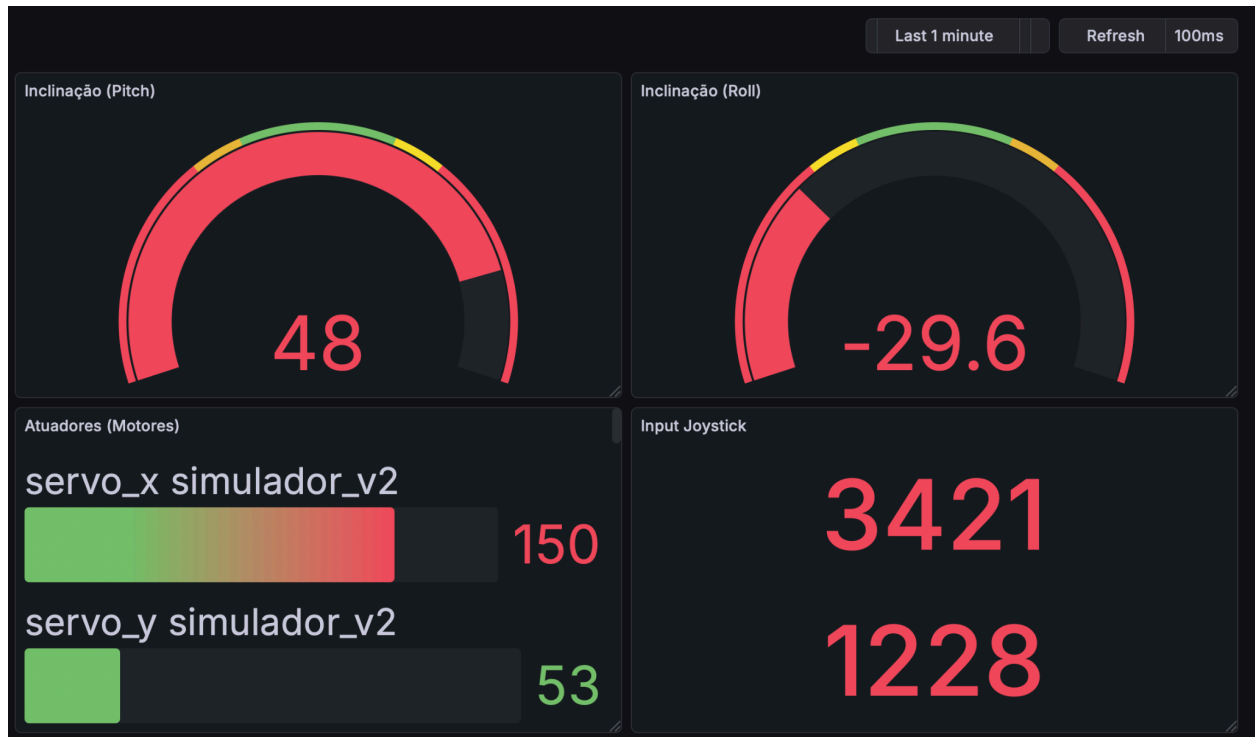 Last 1 minute Refresh 100ms
Inclinação (Pitch)
48
Inclinação (Roll)
-29.6
Atuadores (Motores)
servo_x simulador_v2
150
servo_y simulador_v2
53
Input Joystick
3421
1228